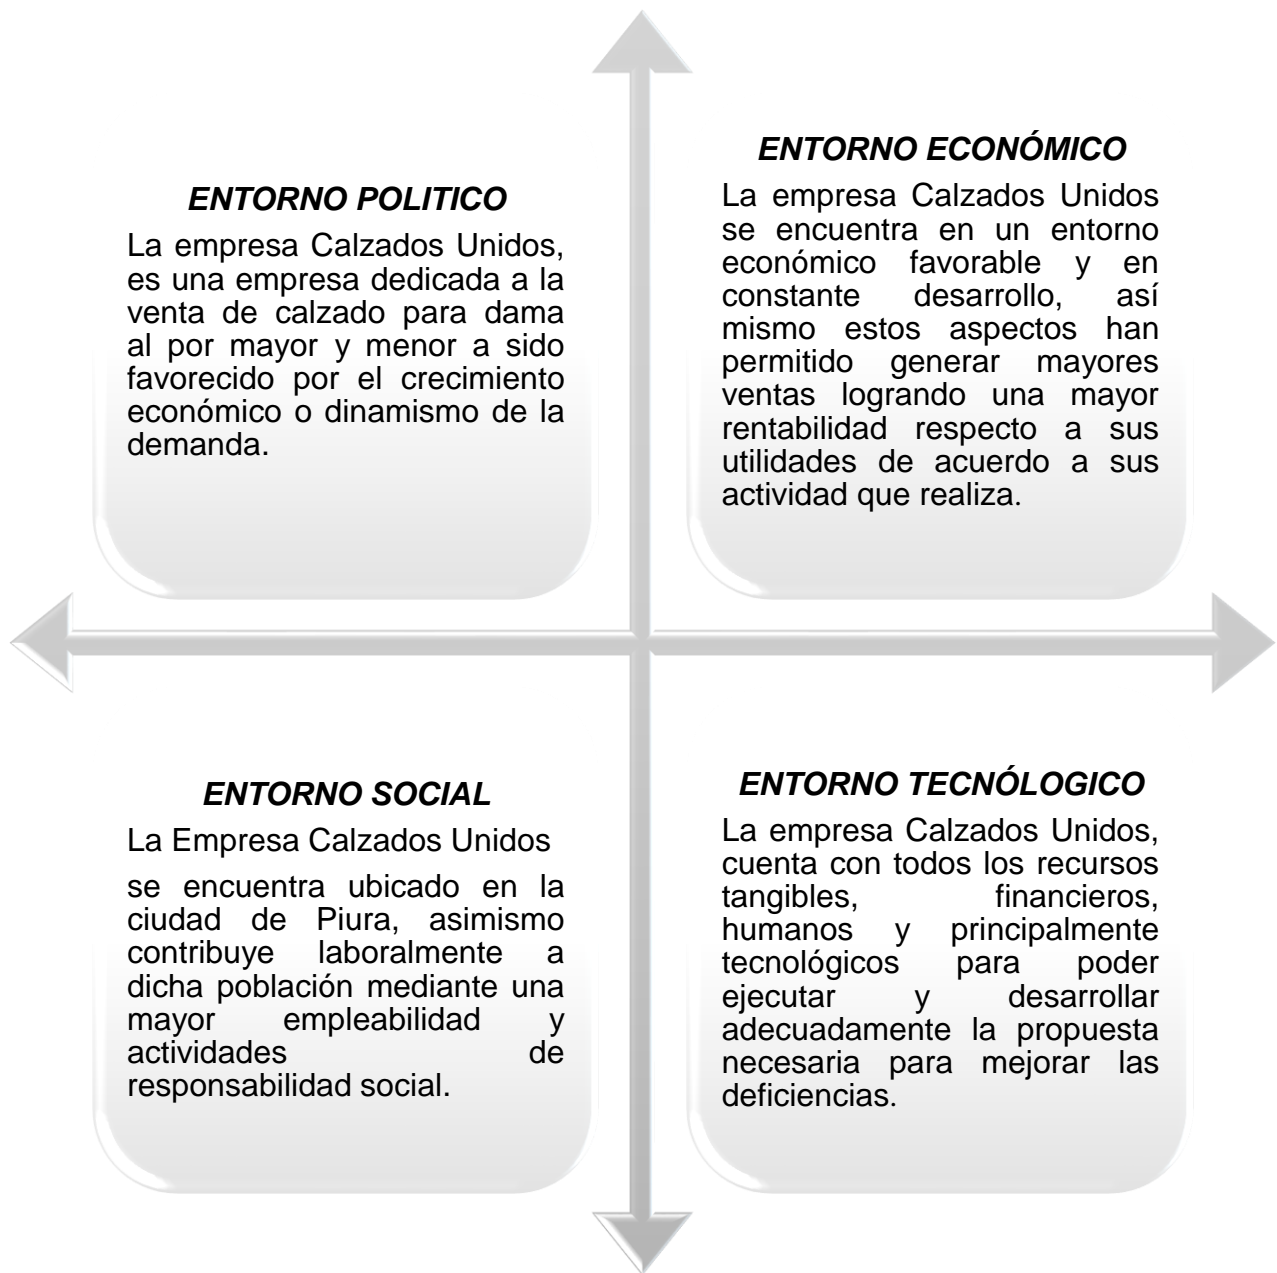 ENTORNO POLITICO
La empresa Calzados Unidos,
es una empresa dedicada a la
venta de calzado para dama
al por mayor y menor a sido
favorecido por el crecimiento
económico o dinamismo de la
demanda.
ENTORNO ECONÓMICO
La empresa Calzados Unidos
se encuentra en un entorno
económico favorable y en
constante desarrollo, así
mismo estos aspectos han
permitido generar mayores
ventas logrando una mayor
rentabilidad respecto a sus
utilidades de acuerdo a sus
actividad que realiza.
ENTORNO SOCIAL
La Empresa Calzados Unidos
se encuentra ubicado en la
ciudad de Piura, asimismo
contribuye laboralmente a
dicha población mediante una
mayor empleabilidad y
actividades de
responsabilidad social.
ENTORNO TECNÓLOGICO
La empresa Calzados Unidos,
cuenta con todos los recursos
tangibles, financieros,
humanos y principalmente
tecnológicos para poder
ejecutar y desarrollar
adecuadamente la propuesta
necesaria para mejorar las
deficiencias.